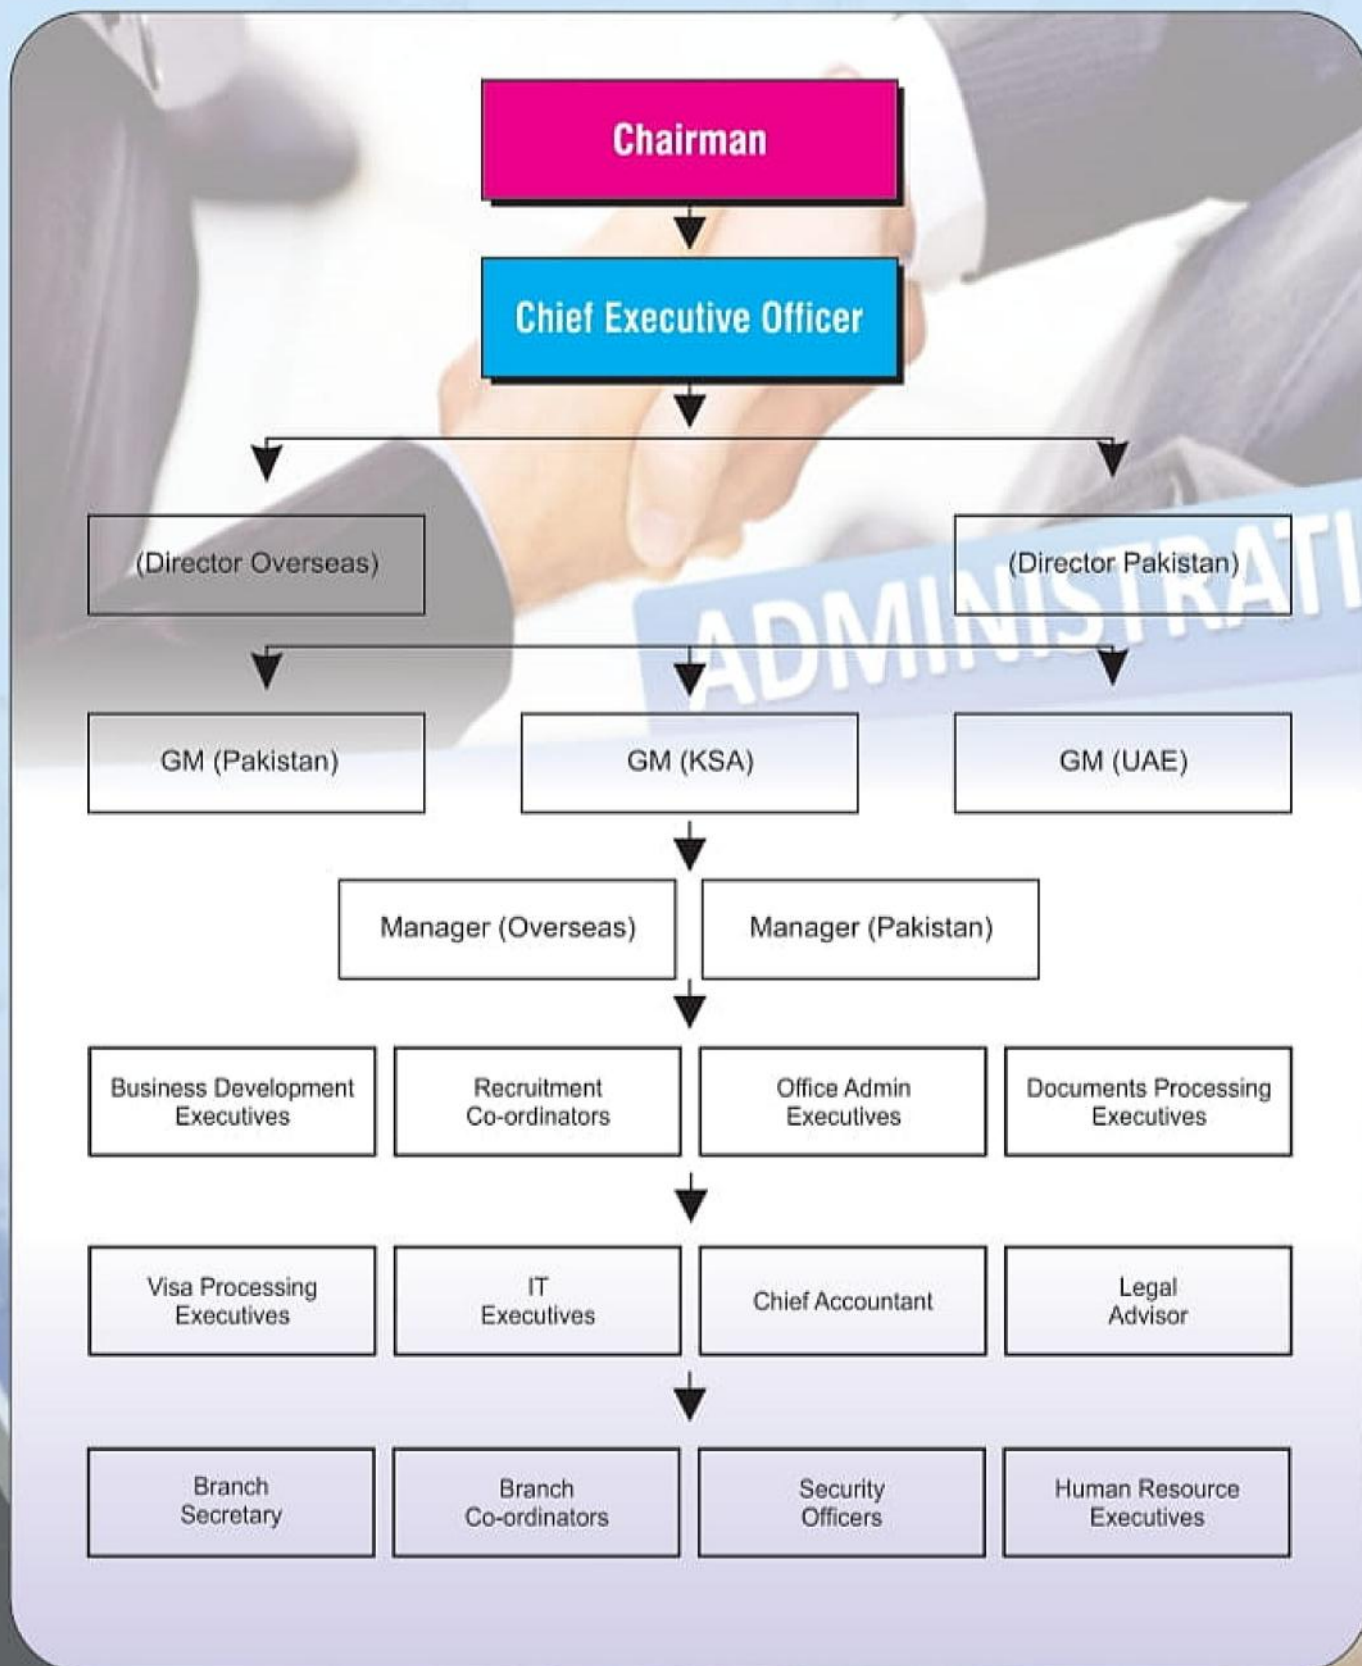 Chairman
Chief Executive Officer
(Director Overseas)
(Director Pakistan)
ADMINISTRATI
GM (Pakistan)
GM (KSA)
GM (UAE)
Manager (Overseas)
Manager (Pakistan)
Business Development
Executives
Recruitment
Co-ordinators
Office Admin
Executives
Documents Processing
Executives
Visa Processing
Executives
IT
Executives
Chief Accountant
Legal
Advisor
Branch
Secretary
Branch
Co-ordinators
Security
Officers
Human Resource
Executives